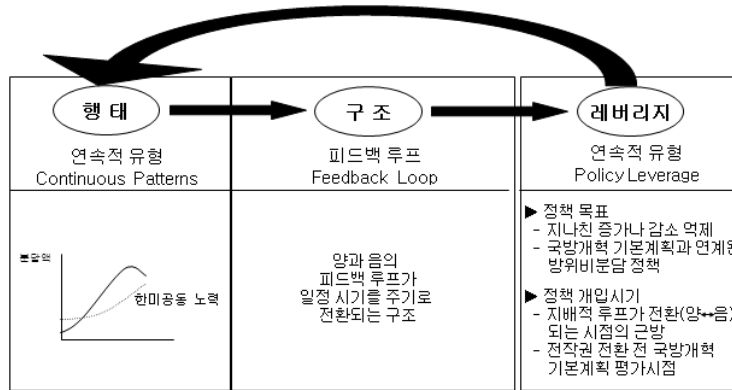 행 태
구 조
레버리지
연속적 유형
Continuous Patterns
피드백 루프
Feedback Loop
연속적 유형
Policy Leverage
분담액
한미공동 노력
양과 음의
피드백 루프가
일정 시기를 주기로
전환되는 구조
▶ 정책 목표
- 지나친 증가나 감소 억제
- 국방개혁 기본계획과 연계된
방위비분담 정책
▶ 정책 개입시기
- 지배적 루프가 전환(양↔음)
되는 시점의 근방
- 전작권 전환 전 국방개혁
기본계획 평가시점